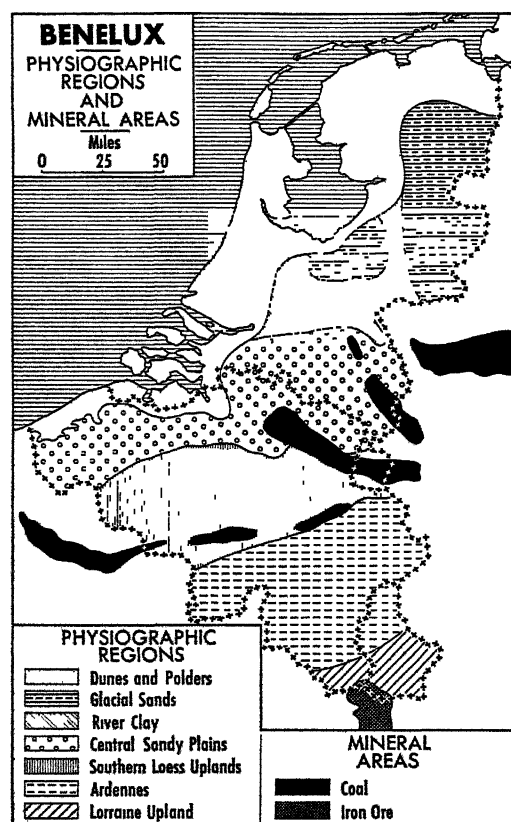 BENELUX
PHYSIOGRAPHIC
REGIONS
AND
MINERAL AREAS
Miles
0 25 50
PHYSIOGRAPHIC
REGIONS
Dunes and Polders
Glacial Sands
River Clay
Central Sandy Plains
Southern Loess Uplands
Ardennes
Lorraine Upland
MINERAL
AREAS
Coal
Iron Ore